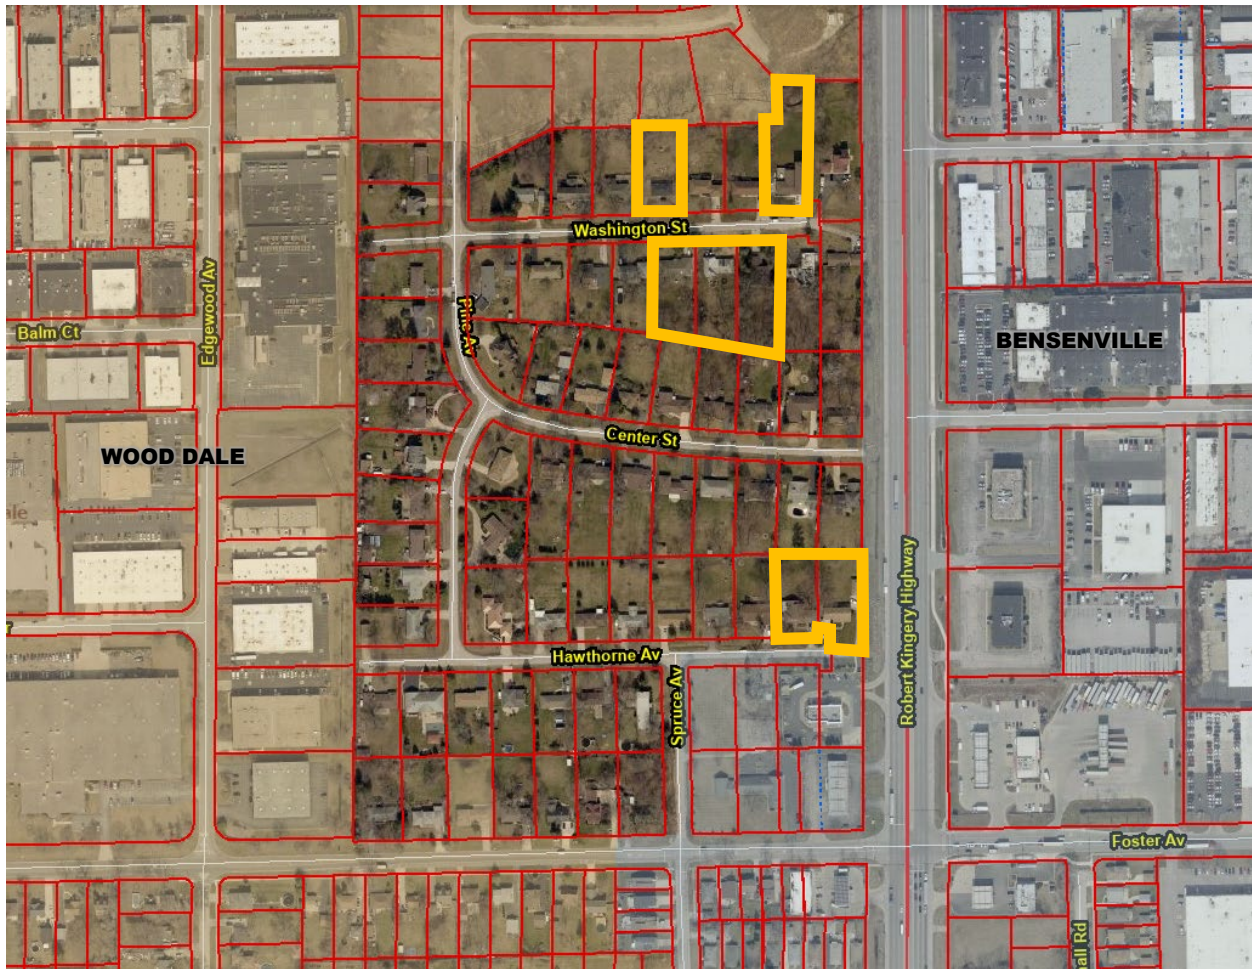 Washington St
Edgewood Av
Pine Av
Balm Ct
BENSENVILLE
Center St
WOOD DALE
Robert Kingery Highway
Hawthorne Av
Spruce Av
Foster Av